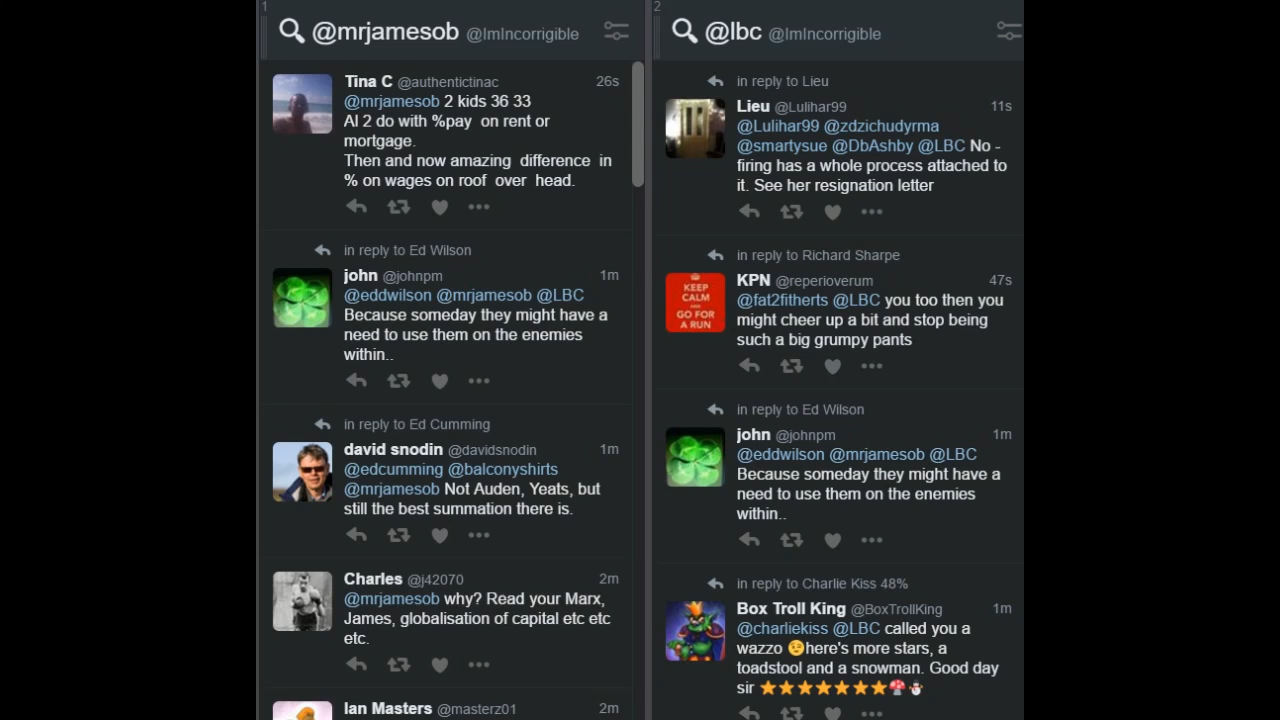 1
@mrjamesob @ImIncorrigible
Tina C @authentictinac 26s
@mrjamesob 2 kids 36 33
Al 2 do with %pay on rent or
mortgage.
Then and now amazing difference in
% on wages on roof over head.
in reply to Ed Wilson
john @johnpm 1m
@eddwilson @mrjamesob @LBC
Because someday they might have a
need to use them on the enemies
within..
in reply to Ed Cumming
david snodin @davidsnodin 1m
@edcumming @balconyshirts
@mrjamesob Not Auden, Yeats, but
still the best summation there is.
Charles @j42070 2m
@mrjamesob why? Read your Marx,
James, globalisation of capital etc etc
etc.
Ian Masters @masterz01 2m
2
@lbc @ImIncorrigible
in reply to Lieu
Lieu @Lulihar99 11s
@Lulihar99 @zdzichudyrma
@smartysue @DbAshby @LBC No -
firing has a whole process attached to
it. See her resignation letter
in reply to Richard Sharpe
KPN @reperioverum 47s
KEEP
CALM
AND
GO FOR
A RUN
@fat2fitherts @LBC you too then you
might cheer up a bit and stop being
such a big grumpy pants
in reply to Ed Wilson
john @johnpm 1m
@eddwilson @mrjamesob @LBC
Because someday they might have a
need to use them on the enemies
within..
in reply to Charlie Kiss 48%
Box Troll King @BoxTrollKing 1m
@charliekiss @LBC called you a
wazzo 😉here's more stars, a
toadstool and a snowman. Good day
sir ⭐⭐⭐⭐⭐⭐⭐🍄⛄